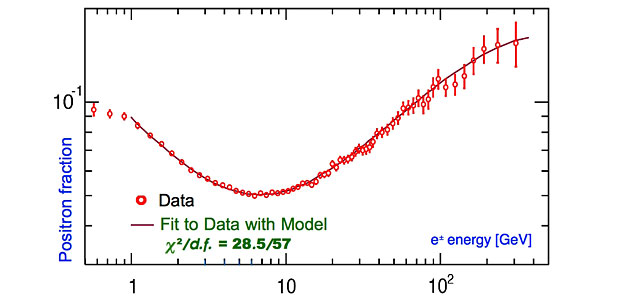 10⁻¹
Positron fraction
Data
Fit to Data with Model
χ²/d.f. = 28.5/57
e± energy [GeV]
1 10 10²